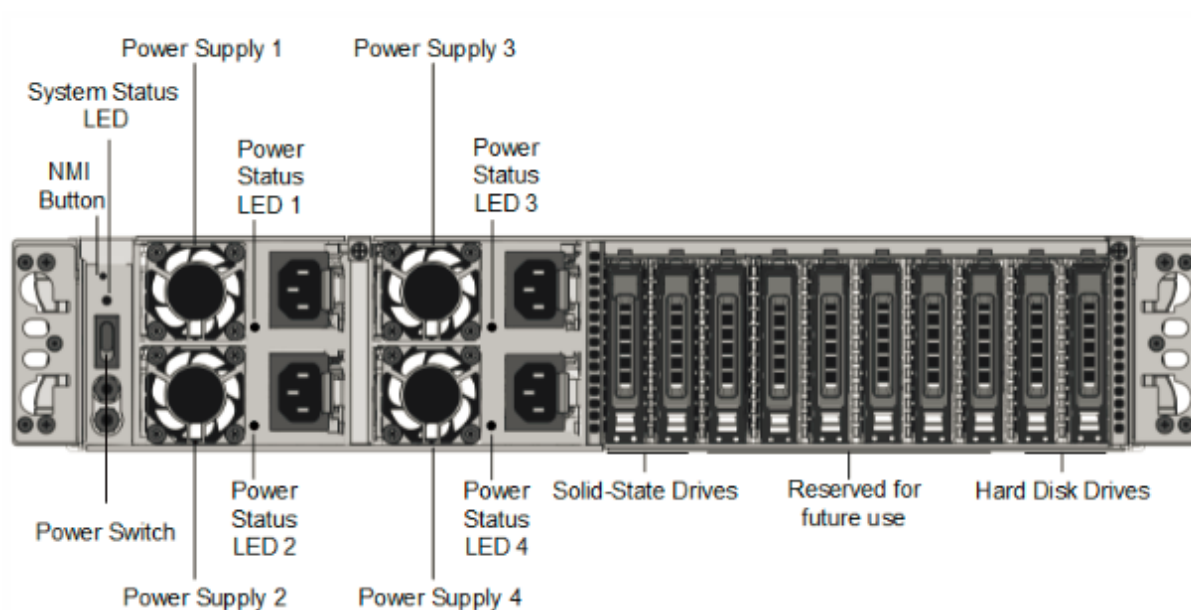 Power Supply 1
Power Supply 3
System Status
LED
Power
Status
LED 1
Power
Status
LED 3
NMI
Button
Solid-State Drives
Reserved for
future use
Hard Disk Drives
Power
Status
LED 2
Power
Status
LED 4
Power Switch
Power Supply 2
Power Supply 4